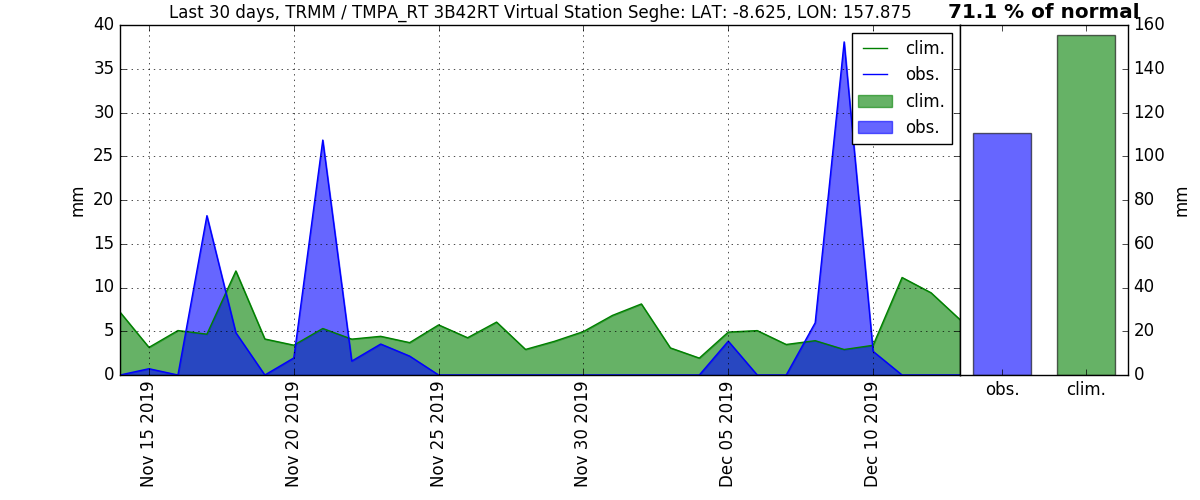 Last 30 days, TRMM / TMPA_RT 3B42RT Virtual Station Seghe: LAT: -8.625, LON: 157.875
71.1 % of normal
40
35
30
25
20
15
10
5
0
mm
clim.
obs.
clim.
obs.
160
140
120
100
80
60
40
20
0
mm
Nov 15 2019
Nov 20 2019
Nov 25 2019
Nov 30 2019
Dec 05 2019
Dec 10 2019
obs.
clim.